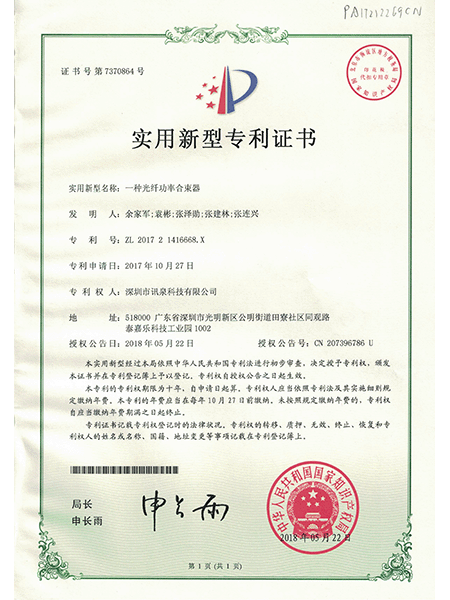 PA17212269CN
证书号第7370864号
实用新型专利证书
实用新型名称：一种光纤功率合束器
发 明 人：余家军;袁彬;张泽勋;张建林;张连兴
专 利 号：ZL 2017 2 1416668.X
专利申请日：2017年10月27日
专 利 权 人：深圳市讯泉科技有限公司
地 址：518000 广东省深圳市光明新区公明街道田寮社区同观路
泰嘉乐科技工业园1002
授权公告日：2018年05月22日 授权公告号：CN 207396786 U
本实用新型经过本局依照中华人民共和国专利法进行初步审查，决定授予专利权，颁发
本证书并在专利登记簿上予以登记。专利权自授权公告之日起生效。
本专利的专利权期限为十年，自申请日起算。专利权人应当依照专利法及其实施细则规
定缴纳年费。本专利的年费应当在每年10月27日前缴纳。未按照规定缴纳年费的，专利权
自应当缴纳年费期满之日起终止。
专利证书记载专利权登记时的法律状况。专利权的转移、质押、无效、终止、恢复和专
利权人的姓名或名称、国籍、地址变更等事项记载在专利登记簿上。
局长
申长雨
申长雨
中华人民共和国国家知识产权局
2018年05月22日
第1页(共1页)